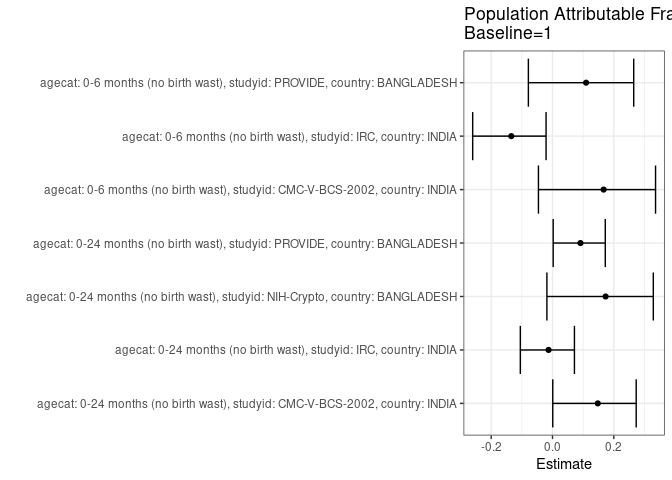 Population Attributable Fra
Baseline=1
agecat: 0-6 months (no birth wast), studyid: PROVIDE, country: BANGLADESH
agecat: 0-6 months (no birth wast), studyid: IRC, country: INDIA
agecat: 0-6 months (no birth wast), studyid: CMC-V-BCS-2002, country: INDIA
agecat: 0-24 months (no birth wast), studyid: PROVIDE, country: BANGLADESH
agecat: 0-24 months (no birth wast), studyid: NIH-Crypto, country: BANGLADESH
agecat: 0-24 months (no birth wast), studyid: IRC, country: INDIA
agecat: 0-24 months (no birth wast), studyid: CMC-V-BCS-2002, country: INDIA
-0.2 0.0 0.2
Estimate